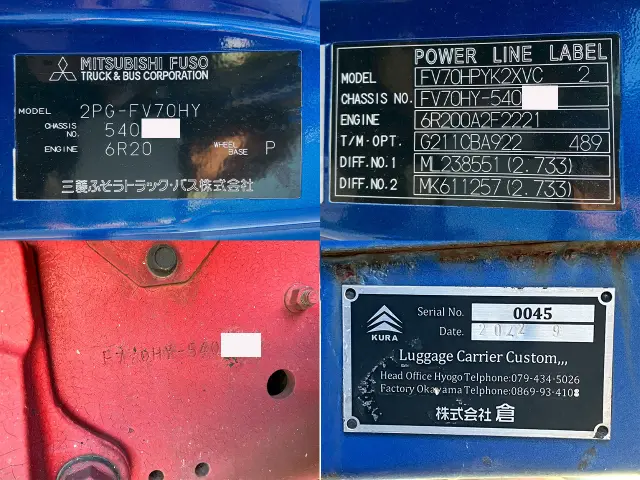 MITSUBISHI FUSO
TRUCK & BUS CORPORATION
MODEL 2PG-FV70HY
CHASSIS NO. 540
ENGINE 6R20 WHEEL BASE P
三菱ふそうトラック・バス株式会社
POWER LINE LABEL
MODEL FV70HPYK2XVC 2
CHASSIS NO. FV70HY-540
ENGINE 6R200A2F2221
T/M-OPT. G211OBA922 489
DIFF.NO.1 ML238551(2.733)
DIFF.NO.2 MK611257(2.733)
FV70HY-540
KURA
Serial No. 0045
Date. 2022 9
Luggage Carrier Custom,,,
Head Office Hyogo Telphone:079-434-5026
Factory Okayama Telphone:0869-93-4108
株式会社 倉